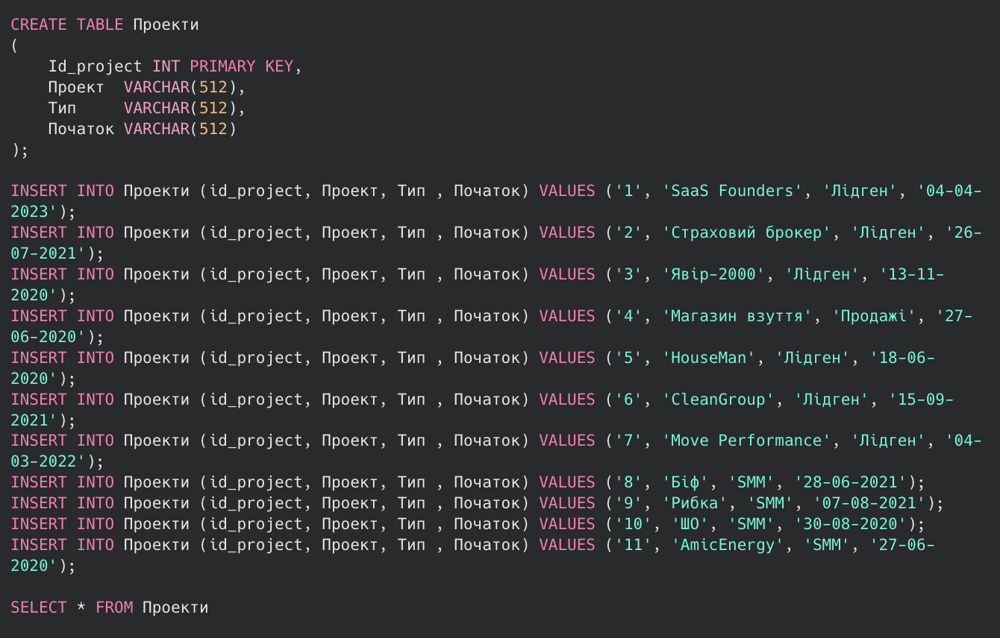 CREATE TABLE Проекти
(
    Id_project INT PRIMARY KEY,
    Проект  VARCHAR(512),
    Тип     VARCHAR(512),
    Початок VARCHAR(512)
);
INSERT INTO Проекти (id_project, Проект, Тип , Початок) VALUES ('1', 'SaaS Founders', 'Лідген', '04-04-
2023');
INSERT INTO Проекти (id_project, Проект, Тип , Початок) VALUES ('2', 'Страховий брокер', 'Лідген', '26-
07-2021');
INSERT INTO Проекти (id_project, Проект, Тип , Початок) VALUES ('3', 'Явір-2000', 'Лідген', '13-11-
2020');
INSERT INTO Проекти (id_project, Проект, Тип , Початок) VALUES ('4', 'Магазин взуття', 'Продажі', '27-
06-2020');
INSERT INTO Проекти (id_project, Проект, Тип , Початок) VALUES ('5', 'HouseMan', 'Лідген', '18-06-
2020');
INSERT INTO Проекти (id_project, Проект, Тип , Початок) VALUES ('6', 'CleanGroup', 'Лідген', '15-09-
2021');
INSERT INTO Проекти (id_project, Проект, Тип , Початок) VALUES ('7', 'Move Performance', 'Лідген', '04-
03-2022');
INSERT INTO Проекти (id_project, Проект, Тип , Початок) VALUES ('8', 'Біф', 'SMM', '28-06-2021');
INSERT INTO Проекти (id_project, Проект, Тип , Початок) VALUES ('9', 'Рибка', 'SMM', '07-08-2021');
INSERT INTO Проекти (id_project, Проект, Тип , Початок) VALUES ('10', 'ШО', 'SMM', '30-08-2020');
INSERT INTO Проекти (id_project, Проект, Тип , Початок) VALUES ('11', 'AmicEnergy', 'SMM', '27-06-
2020');
SELECT * FROM Проекти